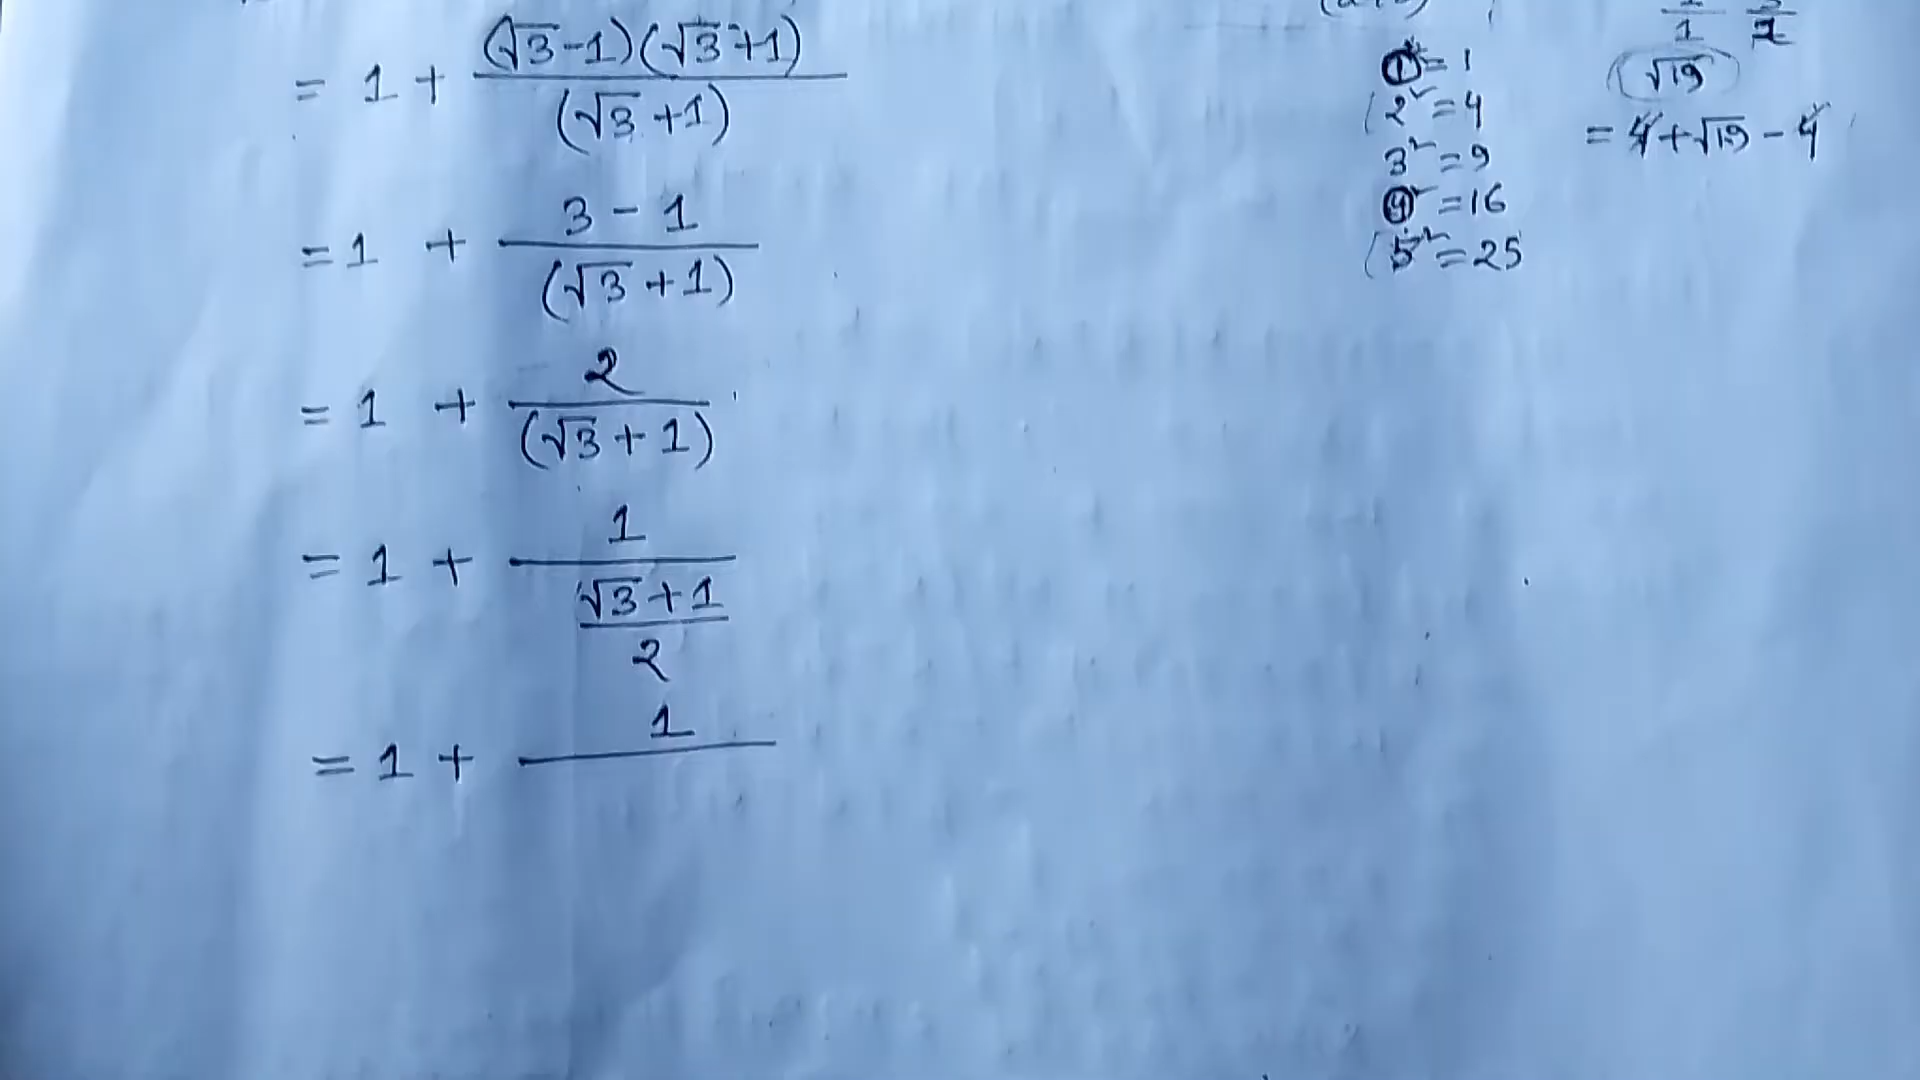 = 1 + (√3-1)(√3+1) / (√3+1)
= 1 + 3 - 1 / (√3+1)
= 1 + 2 / (√3+1)
= 1 + 1 / ((√3+1) / 2)
= 1 + 1 /
1² = 1
2² = 4
3² = 9
4² = 16
5² = 25
√19
= 4+√19 - 4